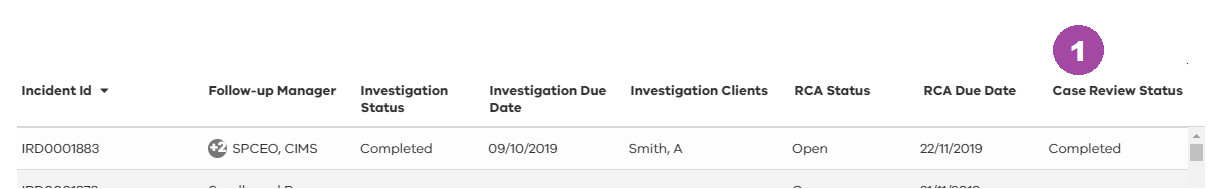 1
Incident Id
Follow-up Manager
Investigation
Status
Investigation Due
Date
Investigation Clients
RCA Status
RCA Due Date
Case Review Status
IRD0001883
+2 SPCEO, CIMS
Completed
09/10/2019
Smith, A
Open
22/11/2019
Completed